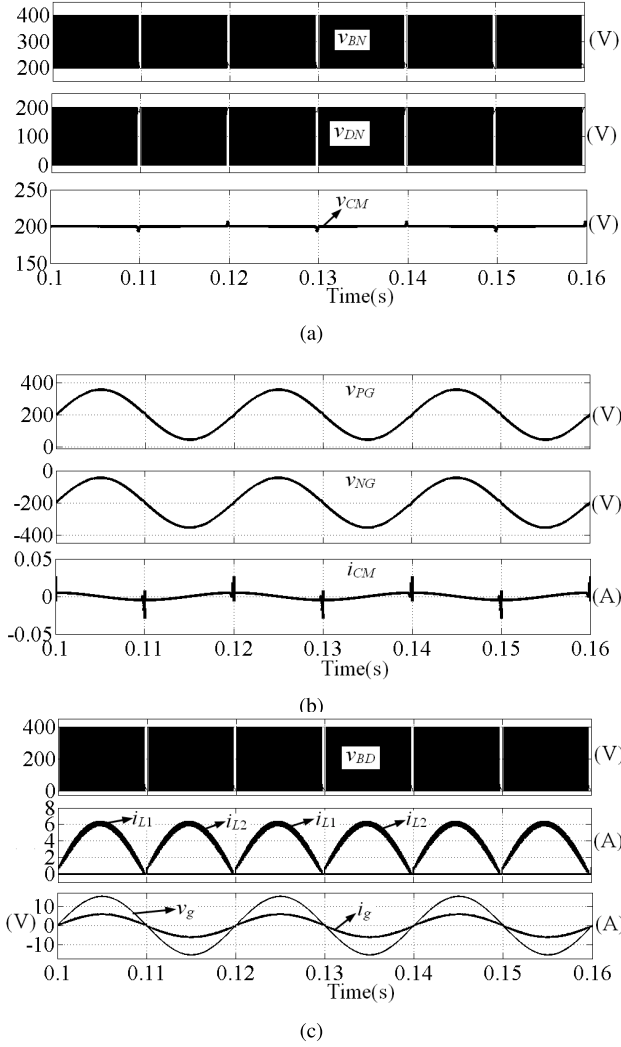 400
300
200
v_BN
(V)
200
100
0
v_DN
(V)
250
200
150
v_CM
(V)
0.1 0.11 0.12 0.13 0.14 0.15 0.16
Time(s)
(a)
400
200
0
v_PG
(V)
0
-200
-400
v_NG
(V)
0.05
0
-0.05
i_CM
(A)
0.1 0.11 0.12 0.13 0.14 0.15 0.16
Time(s)
(b)
400
200
0
v_BD
(V)
8
6
4
2
0
i_L1 i_L2 i_L1 i_L2
(A)
(V)
10
0
-10
v_g i_g
(A)
0.1 0.11 0.12 0.13 0.14 0.15 0.16
Time(s)
(c)